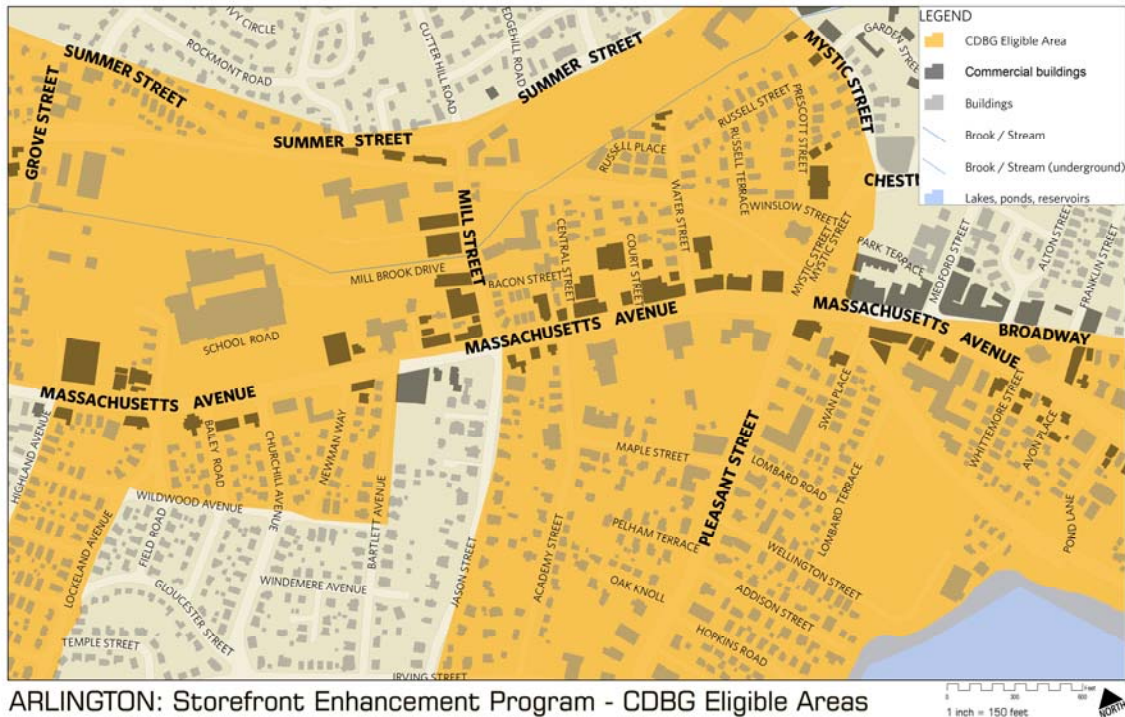 LEGEND
CDBG Eligible Area
Commercial buildings
Buildings
Brook / Stream
Brook / Stream (underground)
Lakes, ponds, reservoirs
CIRCLE
ROCKMONT ROAD
CUTTER HILL ROAD
EDGEHILL ROAD
SUMMER STREET
SUMMER STREET
SUMMER STREET
GROVE STREET
MYSTIC STREET
GARDEN STREE
RUSSELL STREET
PRESCOTT STREET
RUSSELL PLACE
RUSSELL TERRACE
WATER STREET
WINSLOW STREET
CHEST
MILL STREET
MILL BROOK DRIVE
BACON STREET
CENTRAL STREET
COURT STREET
MYSTIC STREET
MYSTIC STREET
PARK TERRACE
MEDFORD STREET
ALTON STREET
FRANKLIN STREET
SCHOOL ROAD
MASSACHUSETTS AVENUE
MASSACHUSETTS AVENUE
MASSACHUSETTS AVENUE
BROADWAY
HIGHLAND AVENUE
BAILEY ROAD
CHURCHILL AVENUE
NEWMAN WAY
BARTLETT AVENUE
WILDWOOD AVENUE
LOCKELAND AVENUE
FIELD ROAD
GLOUCESTER STREET
WINDEMERE AVENUE
TEMPLE STREET
JASON STREET
IRVING STREET
ACADEMY STREET
MAPLE STREET
PELHAM TERRACE
OAK KNOLL
PLEASANT STREET
SWAN PLACE
LOMBARD ROAD
LOMBARD TERRACE
WELLINGTON STREET
ADDISON STREET
HOPKINS ROAD
WHITTEMORE STREET
AVON PLACE
POND LANE
ARLINGTON: Storefront Enhancement Program - CDBG Eligible Areas
0 300 600 Feet
1 inch = 150 feet
NORTH